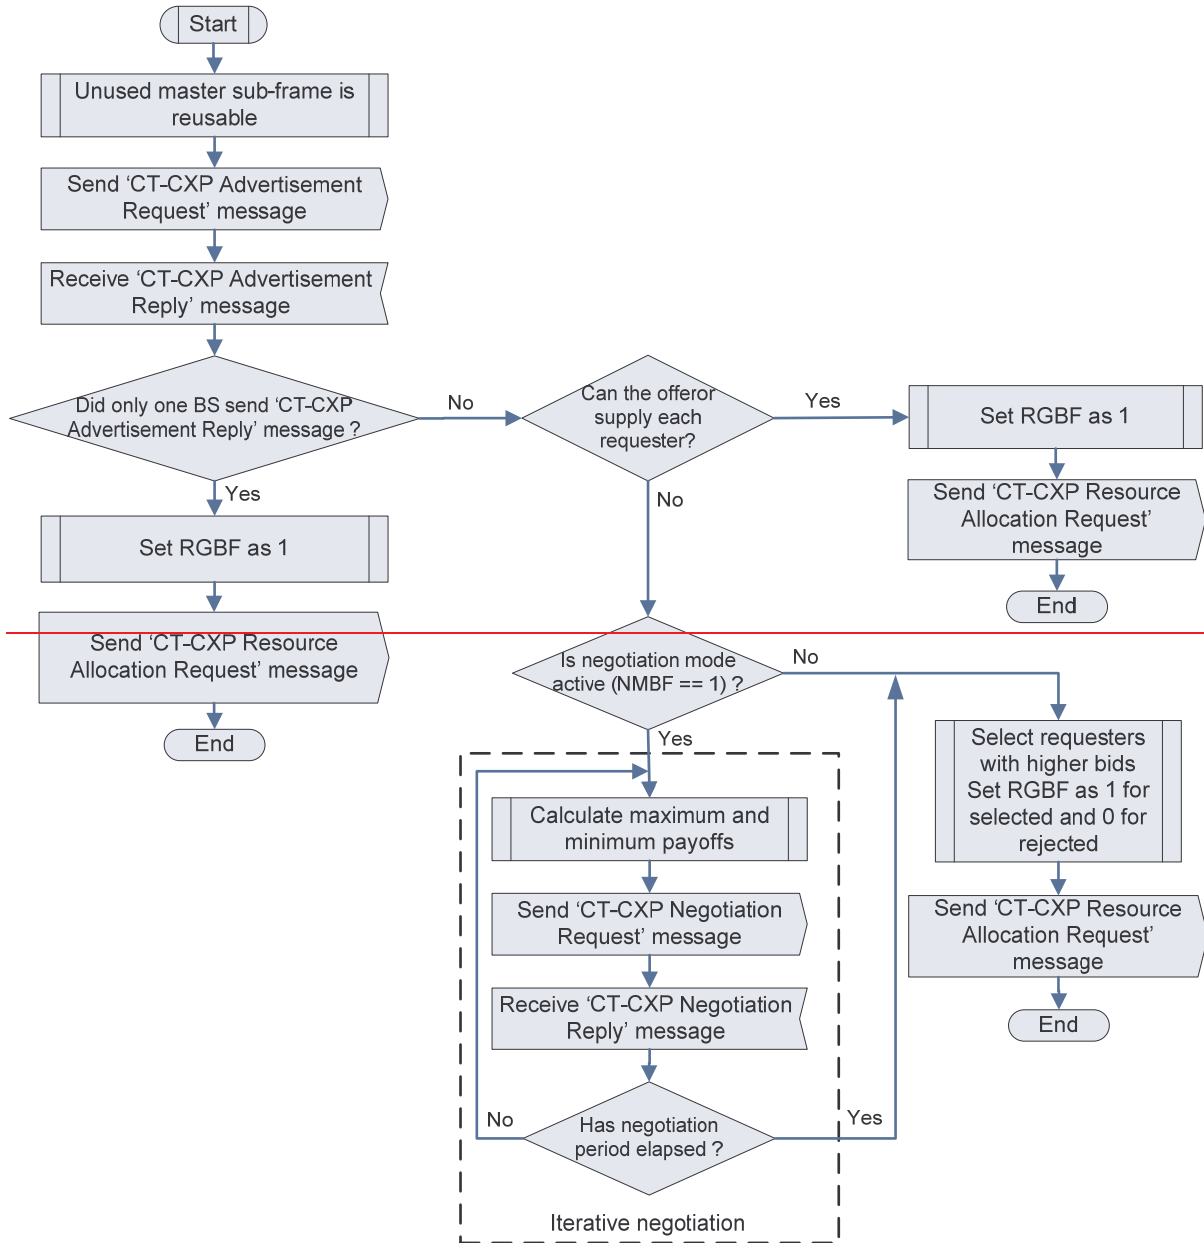 Start
Unused master sub-frame is
reusable
Send ‘CT-CXP Advertisement
Request’ message
Receive ‘CT-CXP Advertisement
Reply’ message
Did only one BS send ‘CT-CXP
Advertisement Reply’ message ?
No
Can the offeror
supply each
requester?
Yes
Set RGBF as 1
Send ‘CT-CXP Resource
Allocation Request’
message
End
Yes
Set RGBF as 1
Send ‘CT-CXP Resource
Allocation Request’ message
End
No
Is negotiation mode
active (NMBF == 1) ?
No
Yes
Select requesters
with higher bids
Set RGBF as 1 for
selected and 0 for
rejected
Send ‘CT-CXP Resource
Allocation Request’
message
End
Calculate maximum and
minimum payoffs
Send ‘CT-CXP Negotiation
Request’ message
Receive ‘CT-CXP Negotiation
Reply’ message
Has negotiation
period elapsed ?
No
Yes
Iterative negotiation